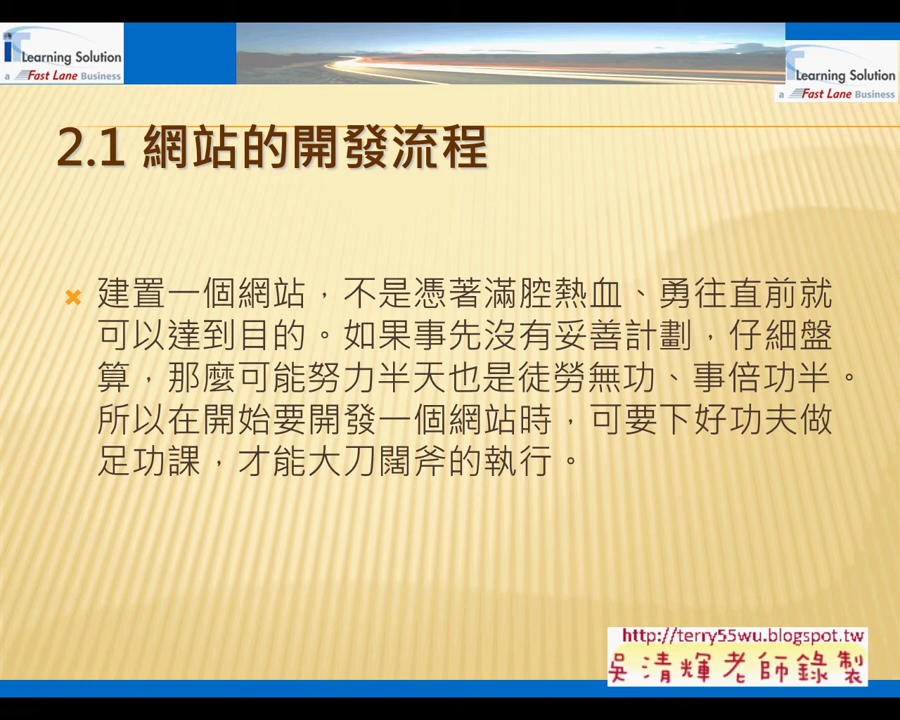 iT Learning Solution
a Fast Lane Business
iT Learning Solution
a Fast Lane Business
2.1 網站的開發流程
建置一個網站，不是憑著滿腔熱血、勇往直前就
可以達到目的。如果事先沒有妥善計劃，仔細盤
算，那麼可能努力半天也是徒勞無功、事倍功半。
所以在開始要開發一個網站時，可要下好功夫做
足功課，才能大刀闊斧的執行。
http://terry55wu.blogspot.tw
吳清輝老師錄製